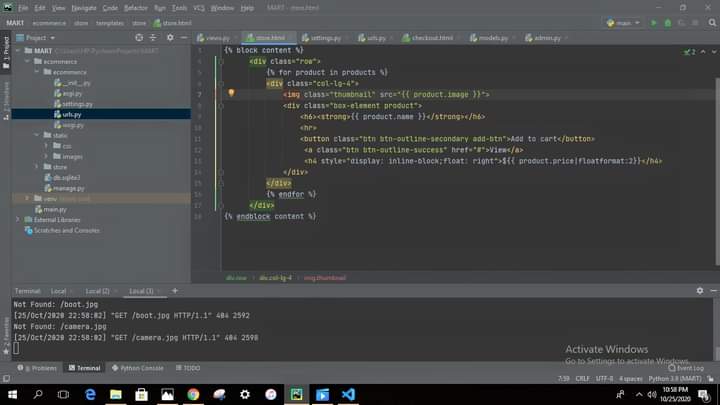 File Edit View Navigate Code Refactor Run Tools VCS Window Help MART - store.html
MART ecommerce store templates store store.html main
Project
views.py store.html settings.py urls.py checkout.html models.py admin.py
MART
ecommerce
ecommerce
__init__.py
asgi.py
settings.py
urls.py
wsgi.py
static
css
images
store
db.sqlite3
manage.py
venv
main.py
External Libraries
Scratches and Consoles
{% block content %}
<div class="row">
{% for product in products %}
<div class="col-lg-4">
<img class="thumbnail" src="{{ product.image }}">
<div class="box-element product">
<h6><strong>{{ product.name }}</strong></h6>
<hr>
<button class="btn btn-outline-secondary add-btn">Add to cart</button>
<a class="btn btn-outline-success" href="#">View</a>
<h4 style="display: inline-block;float: right">${{ product.price|floatformat:2}}</h4>
</div>
</div>
{% endfor %}
</div>
{% endblock content %}
div.row div.col-lg-4 img.thumbnail
Terminal: Local Local (2) Local (3) +
Not Found: /boot.jpg
[25/Oct/2020 22:58:02] "GET /boot.jpg HTTP/1.1" 404 2592
Not Found: /camera.jpg
[25/Oct/2020 22:58:02] "GET /camera.jpg HTTP/1.1" 404 2598
Activate Windows
Go to Settings to activate Windows.
6: Problems Terminal Python Console TODO Event Log
7:59 CRLF UTF-8 4 spaces Python 3.9 (MART)
10:58 PM
10/25/2020